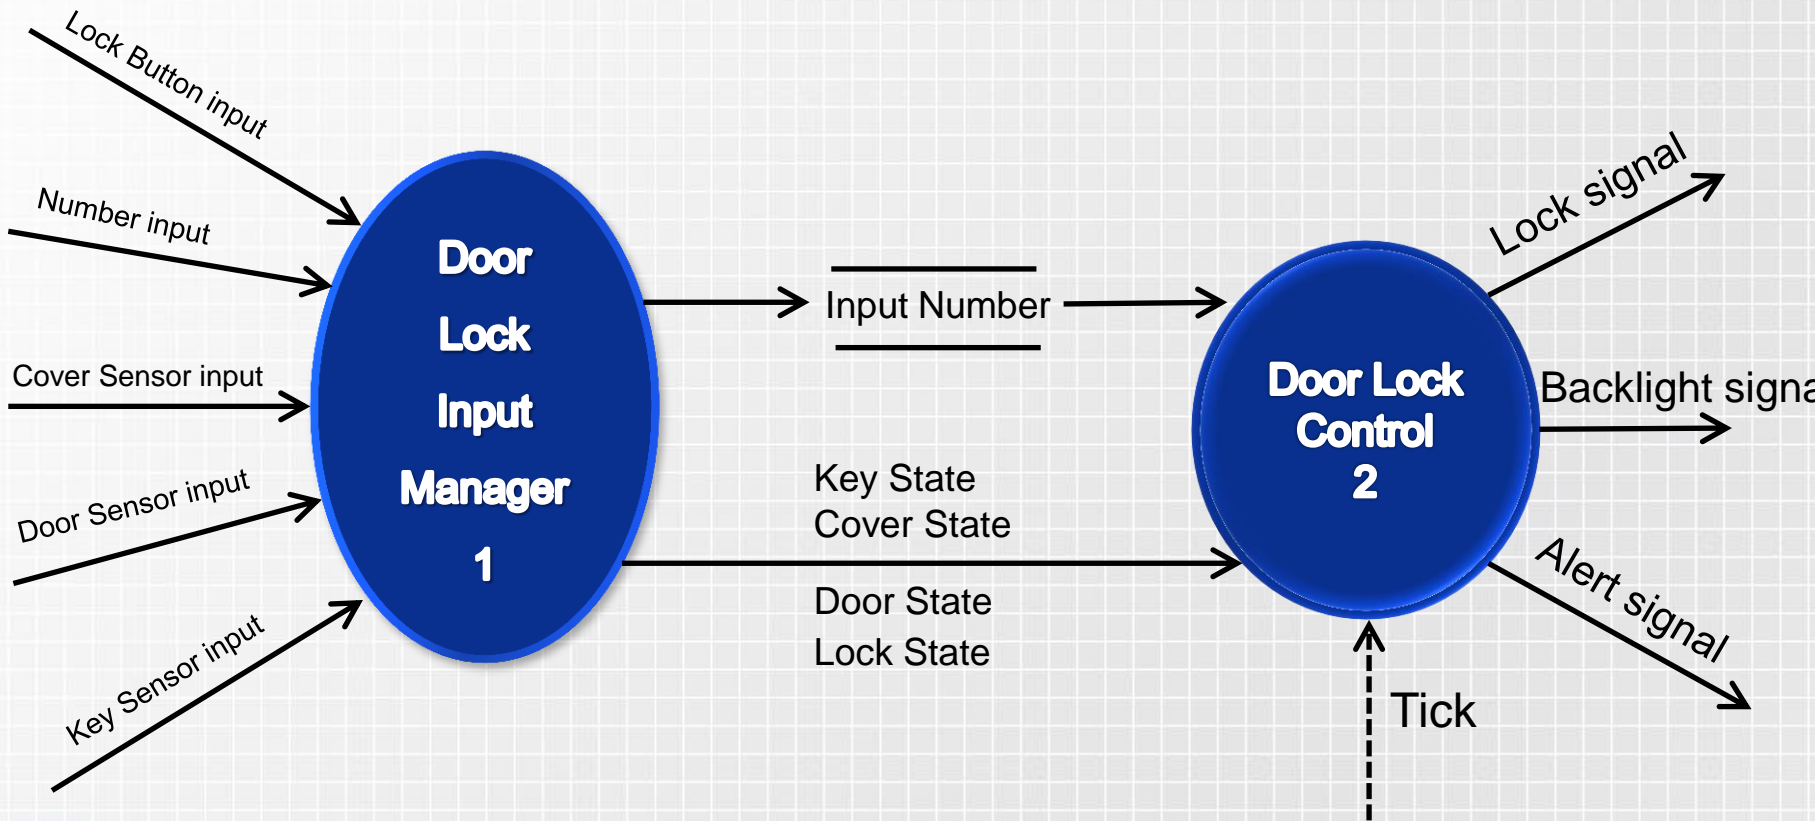 Lock Button input
Number input
Cover Sensor input
Door Sensor input
Key Sensor input
Door
Lock
Input
Manager
1
Input Number
Key State
Cover State
Door State
Lock State
Door Lock
Control
2
Lock signal
Backlight signa
Alert signal
Tick